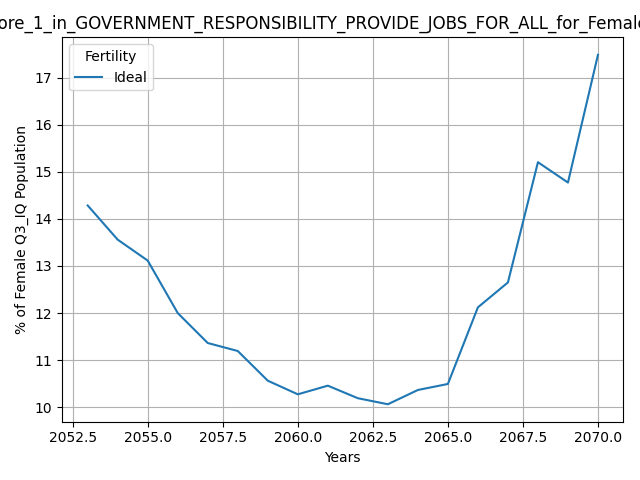 ore_1_in_GOVERNMENT_RESPONSIBILITY_PROVIDE_JOBS_FOR_ALL_for_Female
Fertility
Ideal
% of Female Q3_IQ Population
17
16
15
14
13
12
11
10
2052.5 2055.0 2057.5 2060.0 2062.5 2065.0 2067.5 2070.0
Years